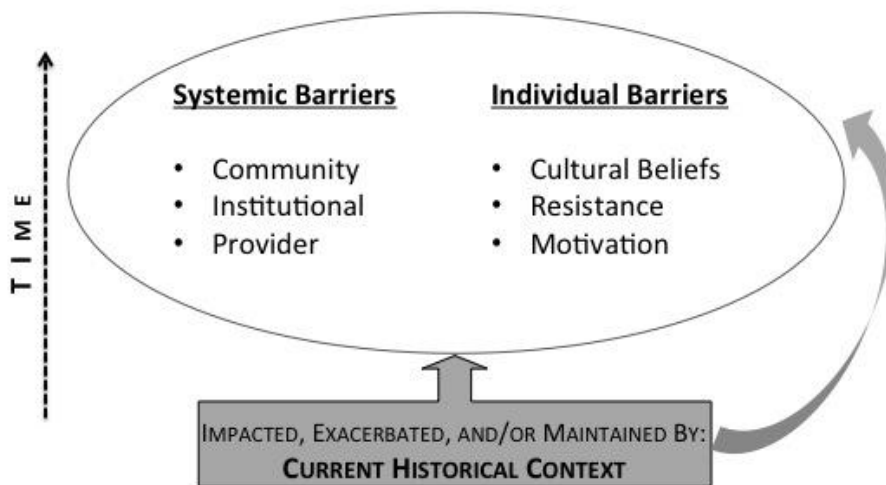 TIME
Systemic Barriers
• Community
• Institutional
• Provider
Individual Barriers
• Cultural Beliefs
• Resistance
• Motivation
IMPACTED, EXACERBATED, AND/OR MAINTAINED BY:
CURRENT HISTORICAL CONTEXT